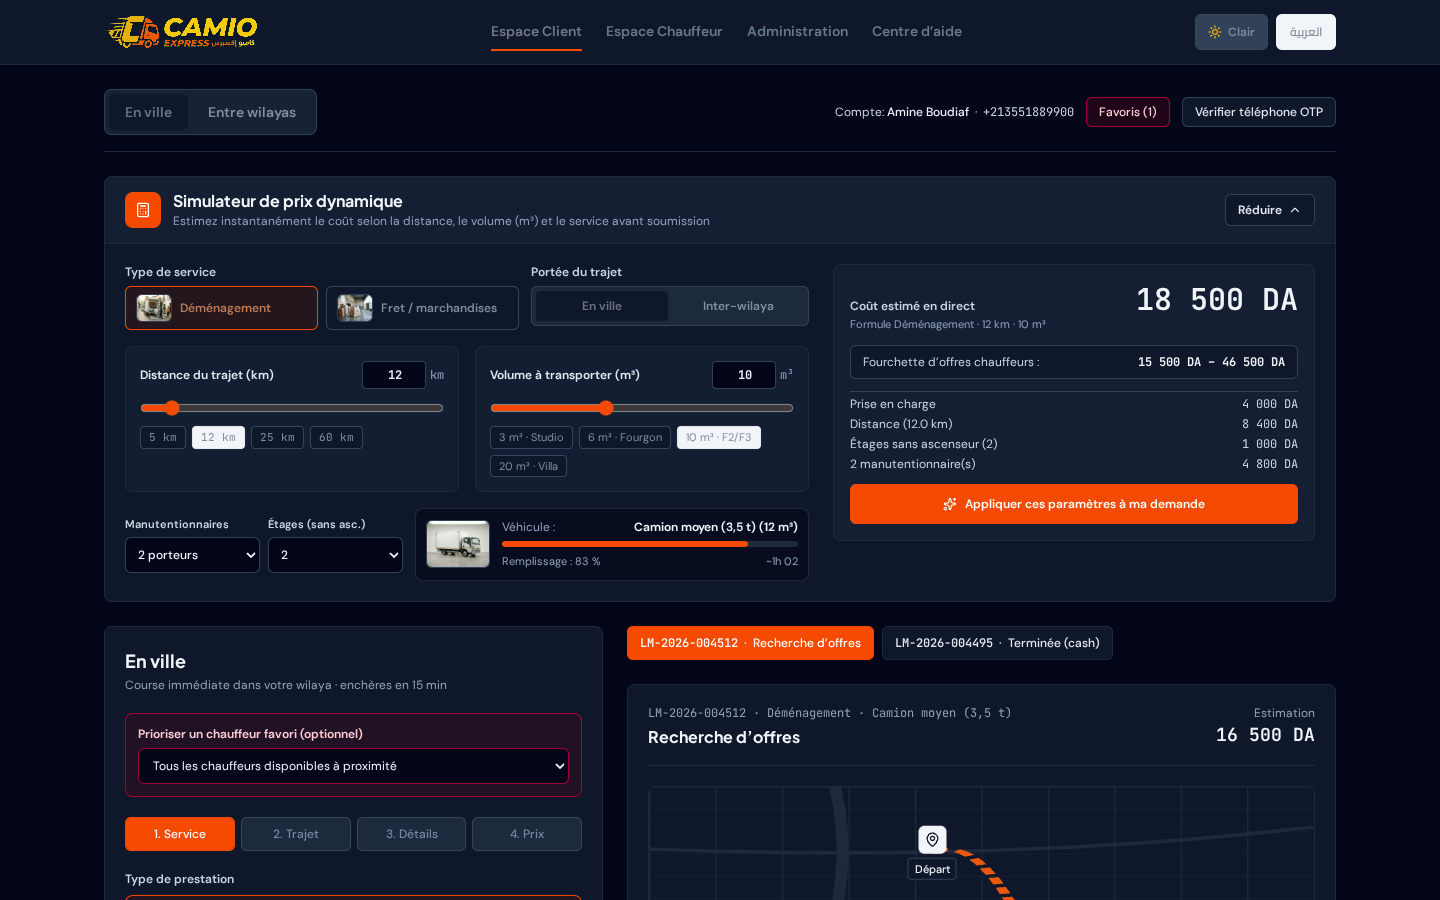 CAMIO
EXPRESS كاميو إكسبرس
Espace Client
Espace Chauffeur
Administration
Centre d’aide
Clair
العربية
En ville
Entre wilayas
Compte: Amine Boudiaf · +213551889900
Favoris (1)
Vérifier téléphone OTP
Simulateur de prix dynamique
Estimez instantanément le coût selon la distance, le volume (m³) et le service avant soumission
Réduire
Type de service
Déménagement
Fret / marchandises
Portée du trajet
En ville
Inter-wilaya
Distance du trajet (km)
12 km
5 km
12 km
25 km
60 km
Volume à transporter (m³)
10 m³
3 m³ · Studio
6 m³ · Fourgon
10 m³ · F2/F3
20 m³ · Villa
Manutentionnaires
2 porteurs
Étages (sans asc.)
2
Véhicule :
Camion moyen (3,5 t) (12 m³)
Remplissage : 83 %
~1h 02
Coût estimé en direct
18 500 DA
Formule Déménagement · 12 km · 10 m³
Fourchette d’offres chauffeurs :
15 500 DA – 46 500 DA
Prise en charge
4 000 DA
Distance (12.0 km)
8 400 DA
Étages sans ascenseur (2)
1 000 DA
2 manutentionnaire(s)
4 800 DA
Appliquer ces paramètres à ma demande
En ville
Course immédiate dans votre wilaya · enchères en 15 min
Prioriser un chauffeur favori (optionnel)
Tous les chauffeurs disponibles à proximité
1. Service
2. Trajet
3. Détails
4. Prix
Type de prestation
LM-2026-004512 · Recherche d’offres
LM-2026-004495 · Terminée (cash)
LM-2026-004512 · Déménagement · Camion moyen (3,5 t)
Recherche d’offres
Estimation
16 500 DA
Départ